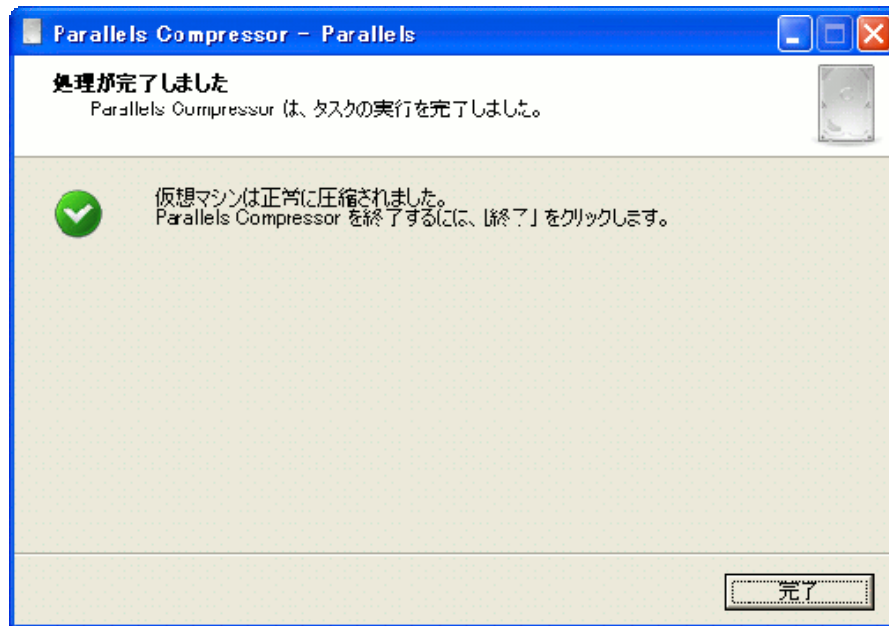 Parallels Compressor - Parallels
処理が完了しました
Parallels Compressor は、タスクの実行を完了しました。
仮想マシンは正常に圧縮されました。
Parallels Compressor を終了するには、「終了」をクリックします。
完了